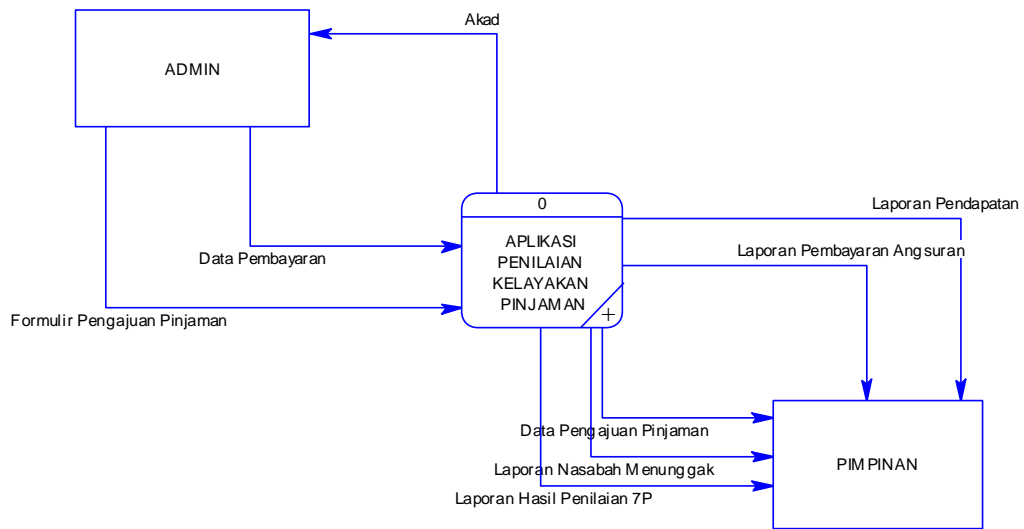 Akad
ADMIN
0
Laporan Pendapatan
APLIKASI
PENILAIAN
KELAYAKAN
PINJAMAN
Laporan Pembayaran Angsuran
Data Pembayaran
+
Formulir Pengajuan Pinjaman
Data Pengajuan Pinjaman
PIMPINAN
Laporan Nasabah Menunggak
Laporan Hasil Penilaian 7P